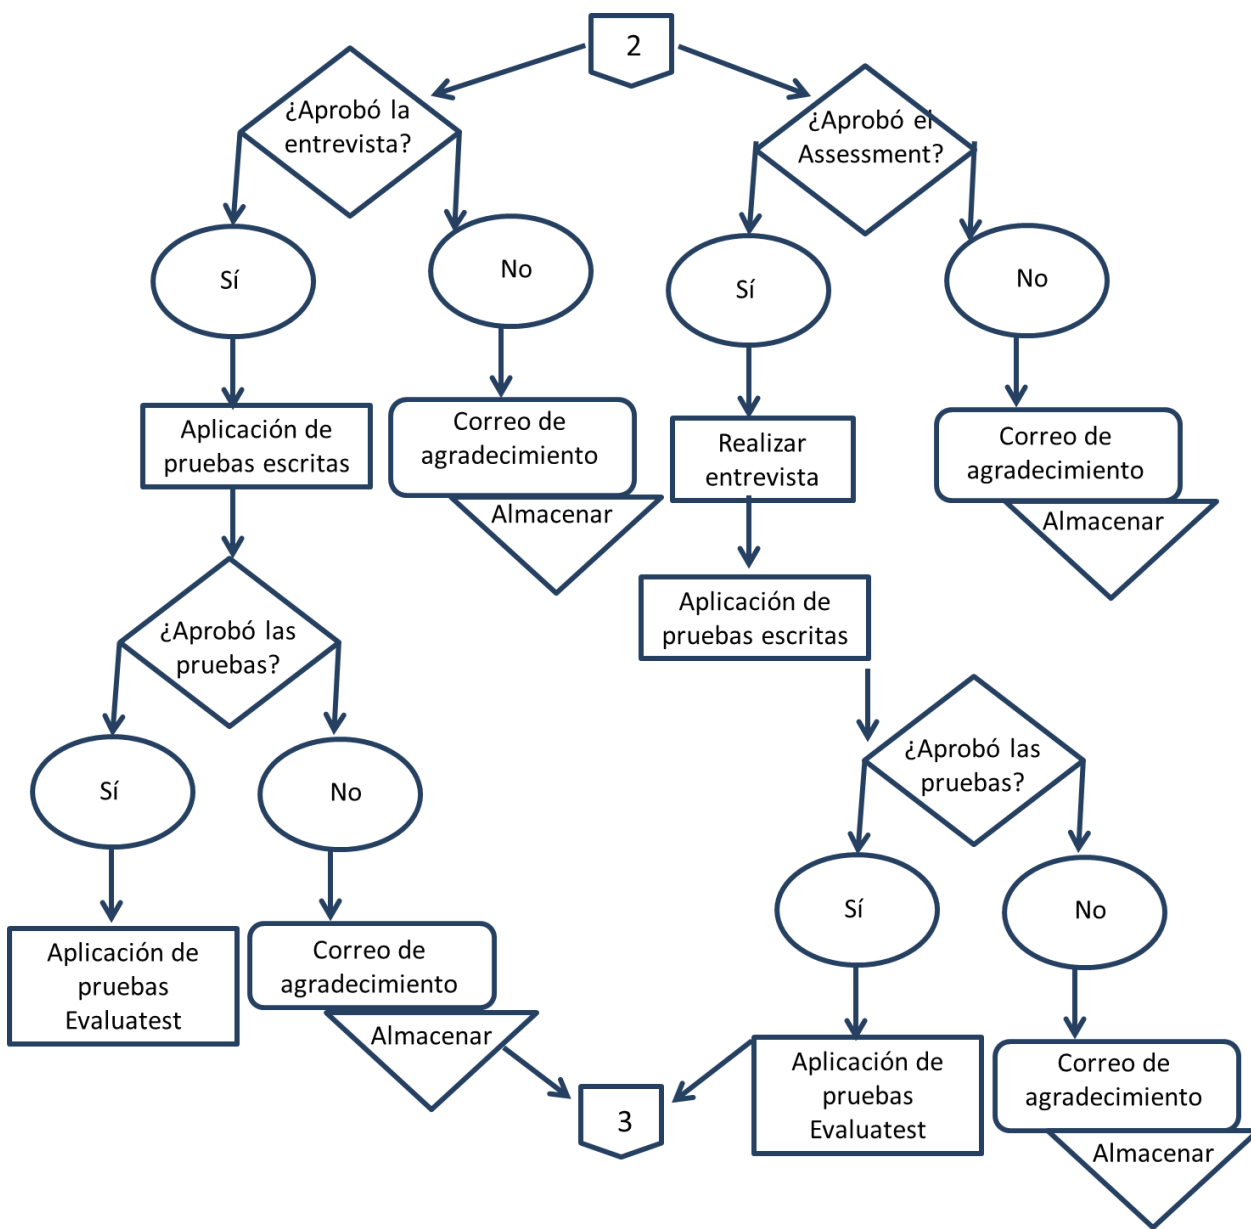 2
¿Aprobó la
entrevista?
¿Aprobó el
Assessment?
Sí
No
Sí
No
Aplicación de
pruebas escritas
Correo de
agradecimiento
Almacenar
Realizar
entrevista
Correo de
agradecimiento
Almacenar
Aplicación de
pruebas escritas
¿Aprobó las
pruebas?
¿Aprobó las
pruebas?
Sí
No
Sí
No
Aplicación de
pruebas
Evaluatest
Correo de
agradecimiento
Almacenar
3
Aplicación de
pruebas
Evaluatest
Correo de
agradecimiento
Almacenar